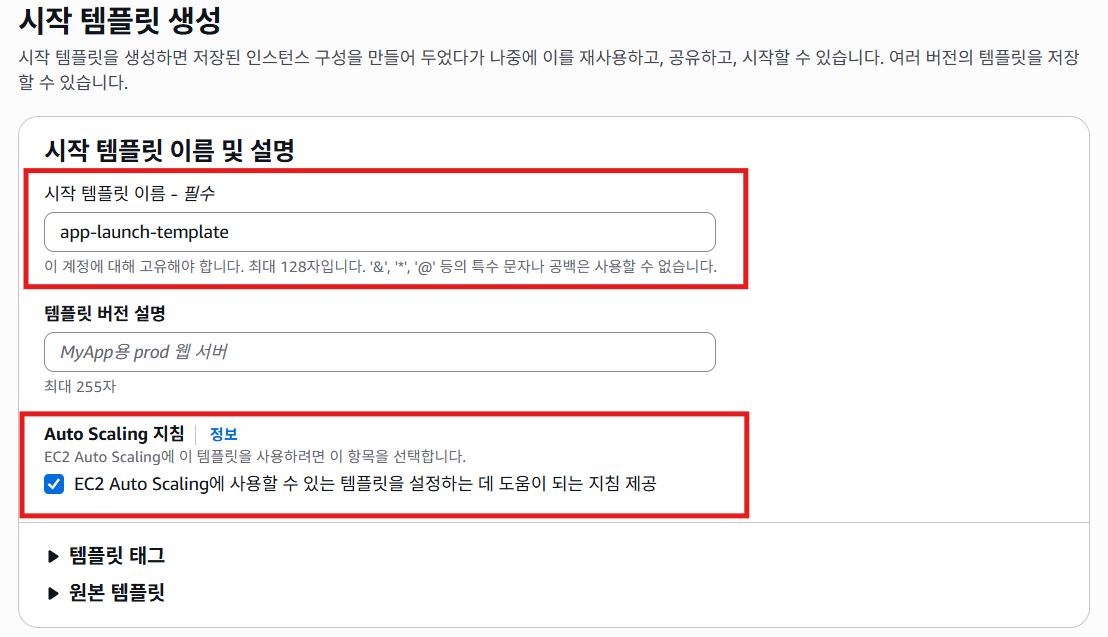 시작 템플릿 생성
시작 템플릿을 생성하면 저장된 인스턴스 구성을 만들어 두었다가 나중에 이를 재사용하고, 공유하고, 시작할 수 있습니다. 여러 버전의 템플릿을 저장
할 수 있습니다.
시작 템플릿 이름 및 설명
시작 템플릿 이름 - 필수
app-launch-template
이 계정에 대해 고유해야 합니다. 최대 128자입니다. '&', '*', '@' 등의 특수 문자나 공백은 사용할 수 없습니다.
템플릿 버전 설명
MyApp용 prod 웹 서버
최대 255자
Auto Scaling 지침 정보
EC2 Auto Scaling에 이 템플릿을 사용하려면 이 항목을 선택합니다.
EC2 Auto Scaling에 사용할 수 있는 템플릿을 설정하는 데 도움이 되는 지침 제공
템플릿 태그
원본 템플릿